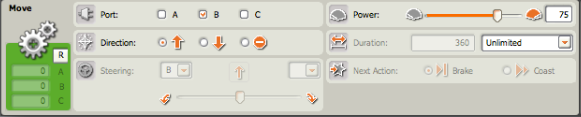 Move
Port: A B C
Power: 75
R
Direction:
Duration: 360 Unlimited
0 A
0 B
0 C
Steering: B
Next Action: Brake Coast